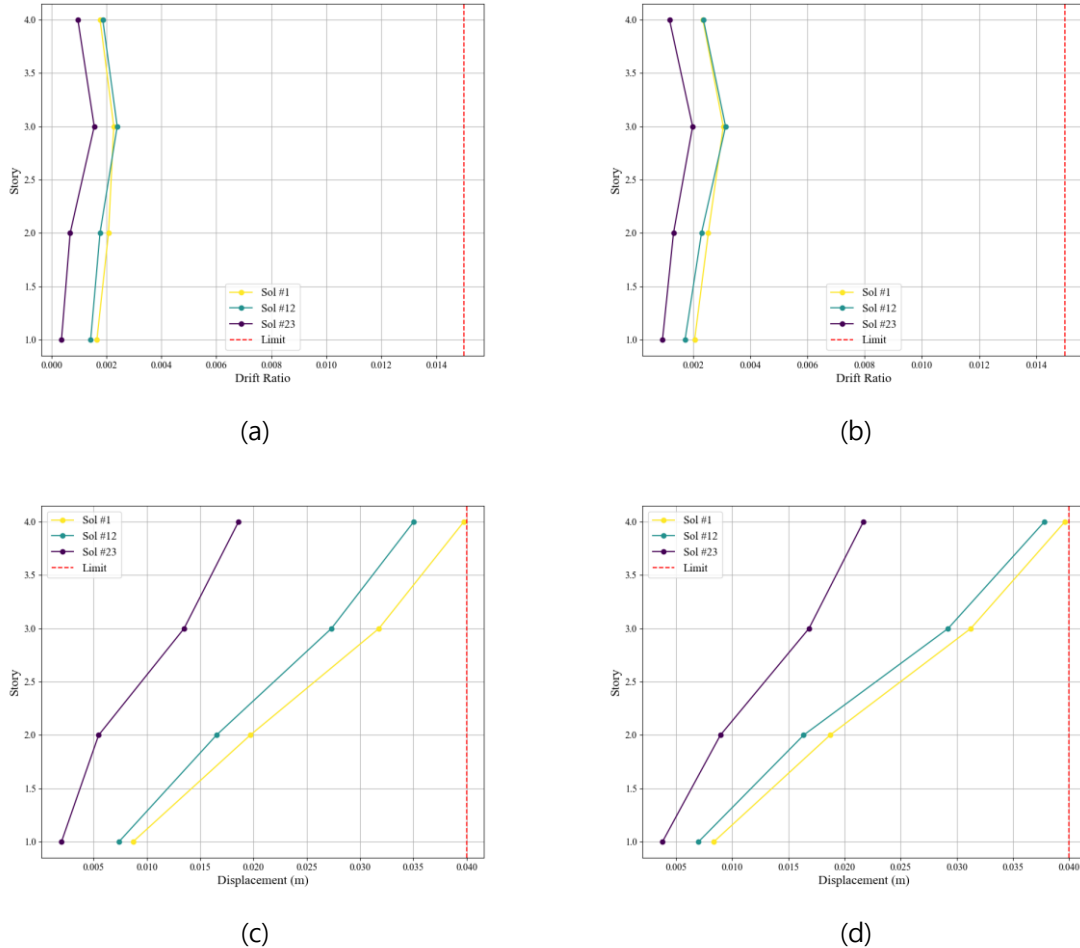 4.0
3.5
3.0
2.5
2.0
1.5
1.0
Story
Sol #1
Sol #12
Sol #23
Limit
0.000 0.002 0.004 0.006 0.008 0.010 0.012 0.014
Drift Ratio
(a)
4.0
3.5
3.0
2.5
2.0
1.5
1.0
Story
Sol #1
Sol #12
Sol #23
Limit
0.002 0.004 0.006 0.008 0.010 0.012 0.014
Drift Ratio
(b)
4.0
3.5
3.0
2.5
2.0
1.5
1.0
Story
Sol #1
Sol #12
Sol #23
Limit
0.005 0.010 0.015 0.020 0.025 0.030 0.035 0.040
Displacement (m)
(c)
4.0
3.5
3.0
2.5
2.0
1.5
1.0
Story
Sol #1
Sol #12
Sol #23
Limit
0.005 0.010 0.015 0.020 0.025 0.030 0.035 0.040
Displacement (m)
(d)